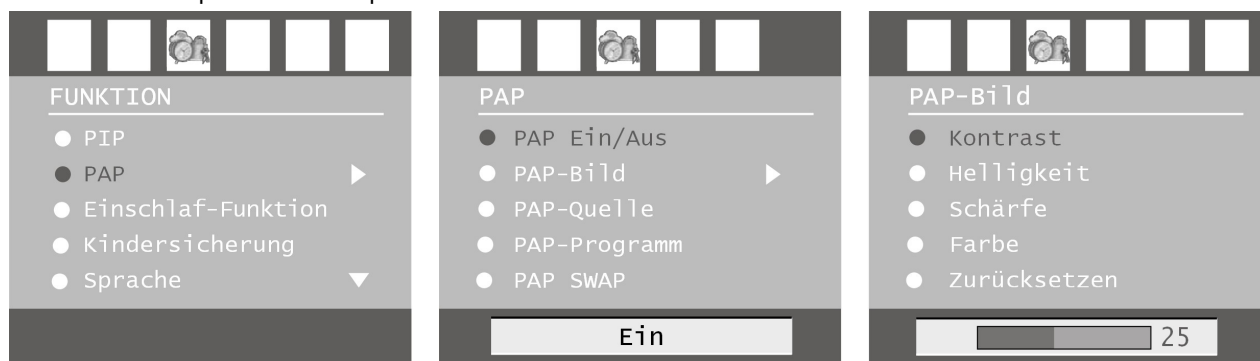 FUNKTION
PIP
PAP
Einschlaf-Funktion
Kindersicherung
Sprache
PAP
PAP Ein/Aus
PAP-Bild
PAP-Quelle
PAP-Programm
PAP SWAP
Ein
PAP-Bild
Kontrast
Helligkeit
Schärfe
Farbe
Zurücksetzen
25